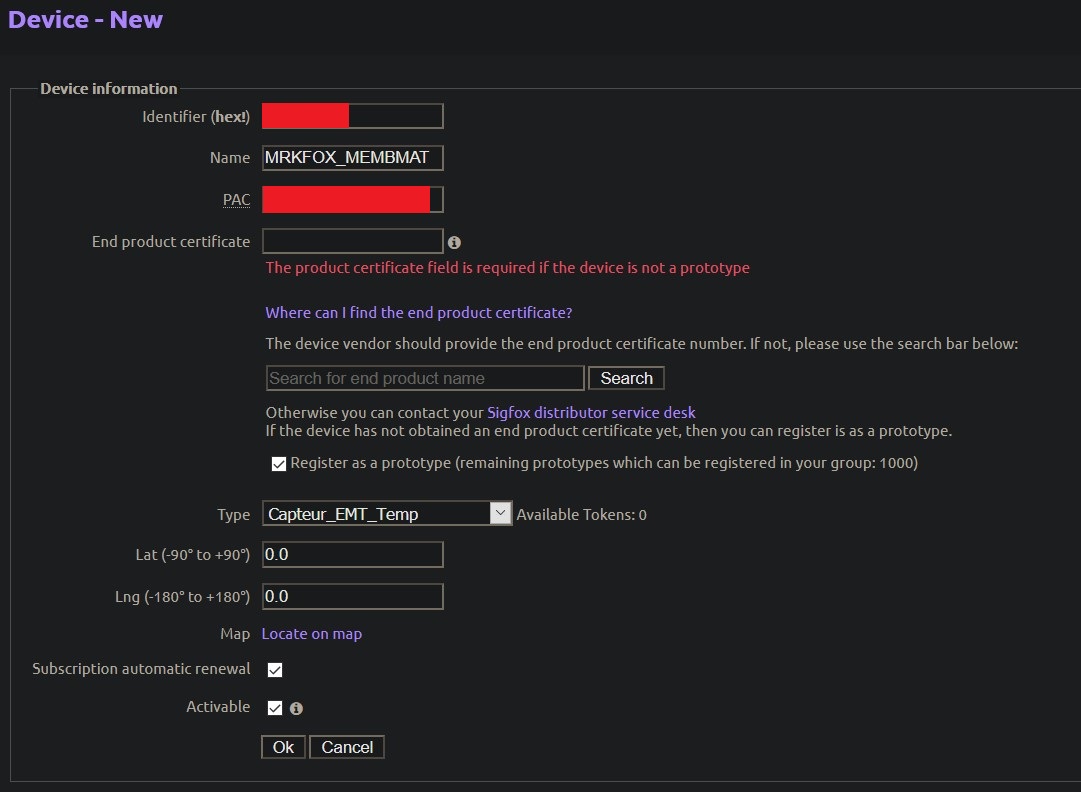 Device - New
Device information
Identifier (hex!)
Name MRKFOX_MEMBMAT
PAC
End product certificate
The product certificate field is required if the device is not a prototype
Where can I find the end product certificate?
The device vendor should provide the end product certificate number. If not, please use the search bar below:
Search for end product name Search
Otherwise you can contact your Sigfox distributor service desk
If the device has not obtained an end product certificate yet, then you can register is as a prototype.
Register as a prototype (remaining prototypes which can be registered in your group: 1000)
Type Capteur_EMT_Temp Available Tokens: 0
Lat (-90° to +90°) 0.0
Lng (-180° to +180°) 0.0
Map Locate on map
Subscription automatic renewal
Activable
Ok Cancel